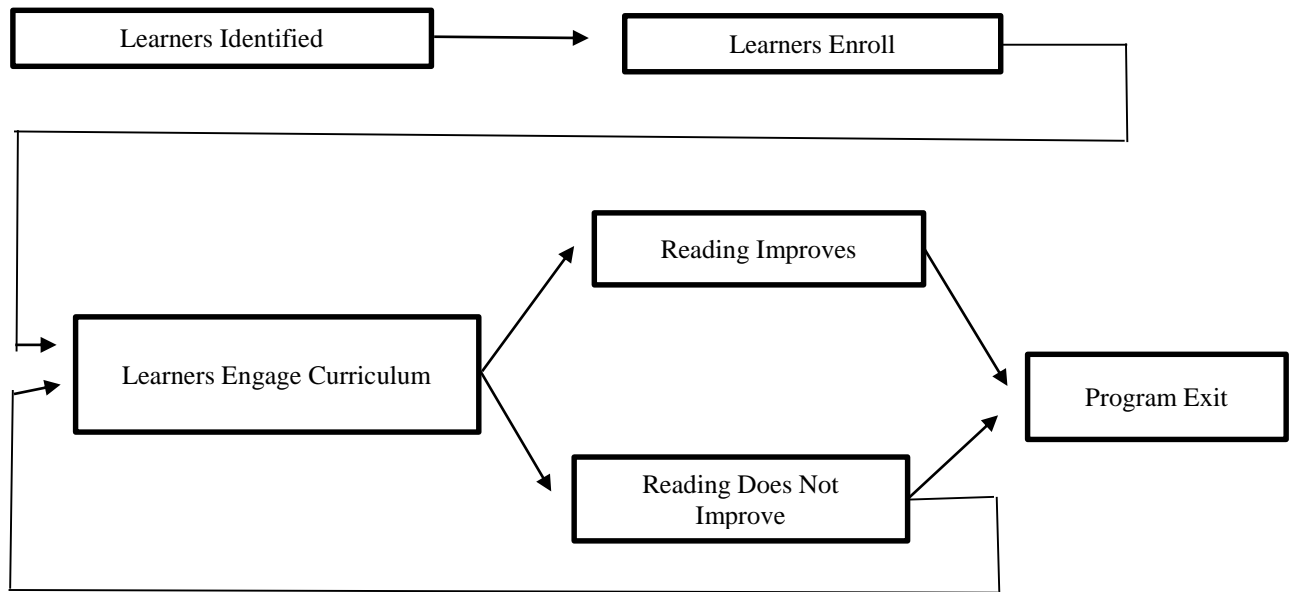 Learners Identified
Learners Enroll
Reading Improves
Learners Engage Curriculum
Program Exit
Reading Does Not
Improve